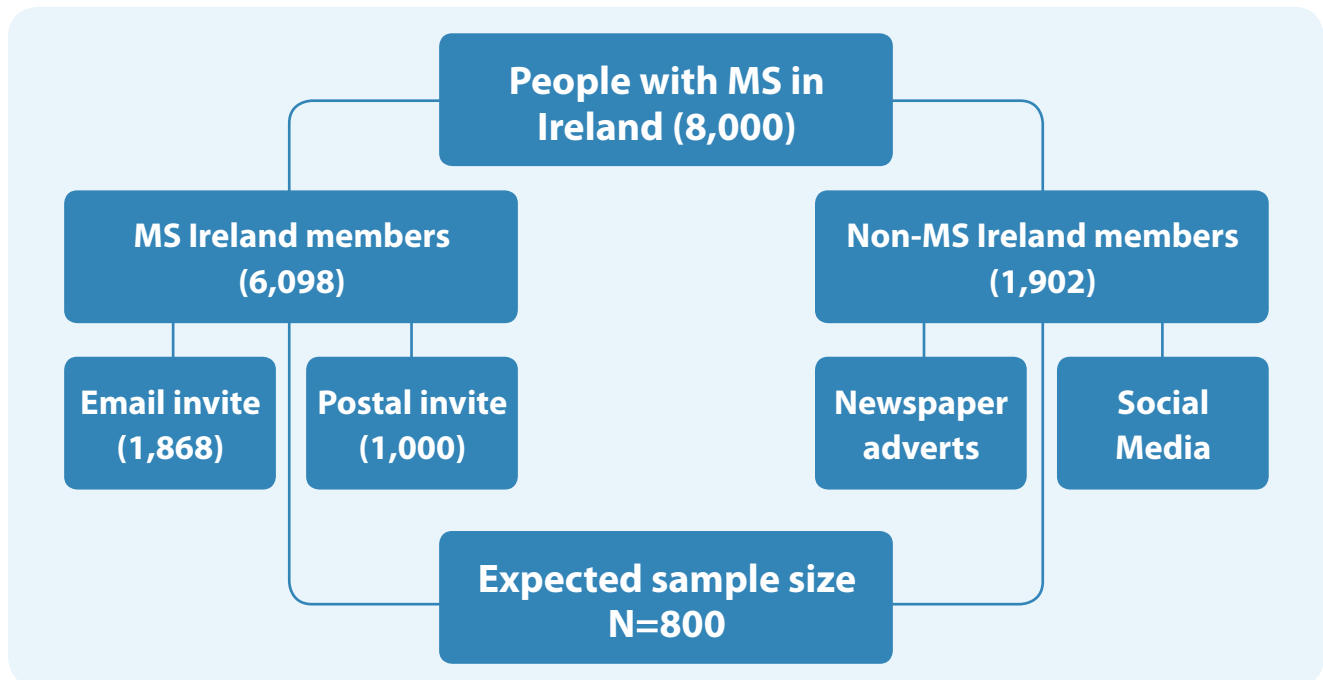 People with MS in
Ireland (8,000)
MS Ireland members
(6,098)
Non-MS Ireland members
(1,902)
Email invite
(1,868)
Postal invite
(1,000)
Newspaper
adverts
Social
Media
Expected sample size
N=800